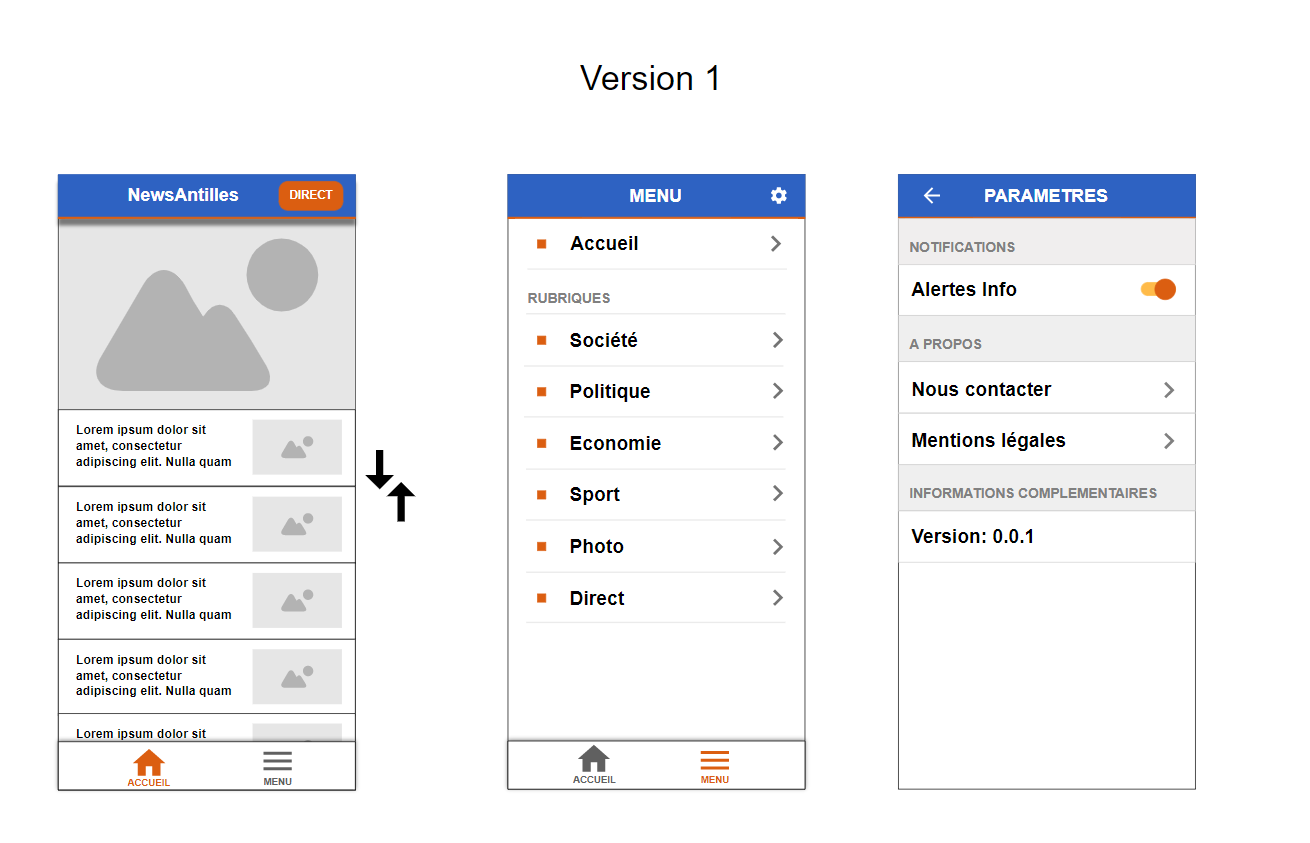 Version 1
NewsAntilles
DIRECT
Lorem ipsum dolor sit
amet, consectetur
adipiscing elit. Nulla quam
Lorem ipsum dolor sit
amet, consectetur
adipiscing elit. Nulla quam
Lorem ipsum dolor sit
amet, consectetur
adipiscing elit. Nulla quam
Lorem ipsum dolor sit
amet, consectetur
adipiscing elit. Nulla quam
Lorem ipsum dolor sit
ACCUEIL
MENU
MENU
Accueil
RUBRIQUES
Société
Politique
Economie
Sport
Photo
Direct
ACCUEIL
MENU
PARAMETRES
NOTIFICATIONS
Alertes Info
A PROPOS
Nous contacter
Mentions légales
INFORMATIONS COMPLEMENTAIRES
Version: 0.0.1